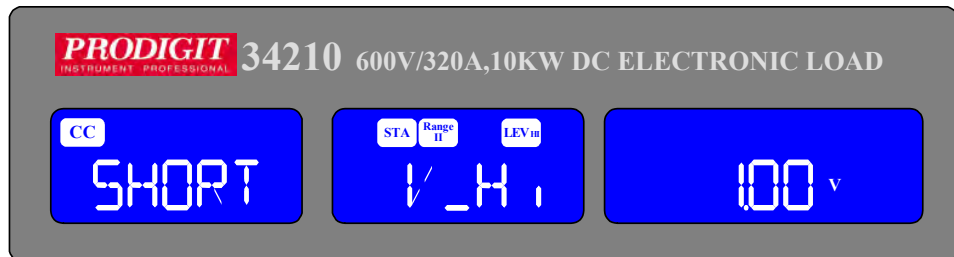 PRODIGIT 34210 600V/320A,10KW DC ELECTRONIC LOAD
INSTRUMENT PROFESSIONAL
CC STA Range II LEV HI
SHORT V_Hi 1.00 V